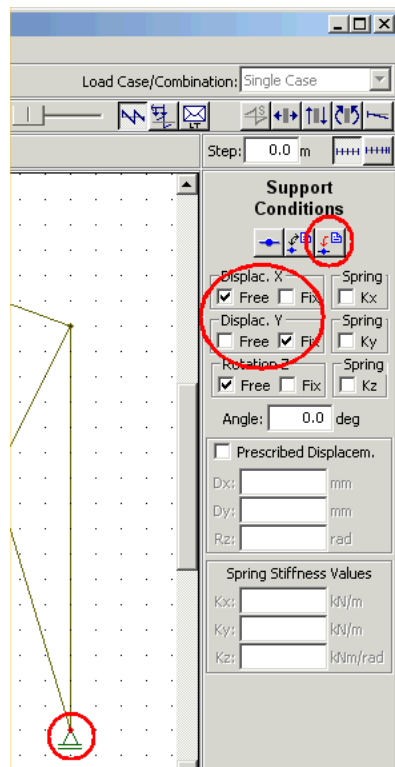 Load Case/Combination: Single Case
LT
S
Step: 0.0 m
Support
Conditions
Displac. X Spring
Free Fix Kx
Displac. Y Spring
Free Fix Ky
Rotation Z Spring
Free Fix Kz
Angle: 0.0 deg
Prescribed Displacem.
Dx: mm
Dy: mm
Rz: rad
Spring Stiffness Values
Kx: kN/m
Ky: kN/m
Kz: kNm/rad